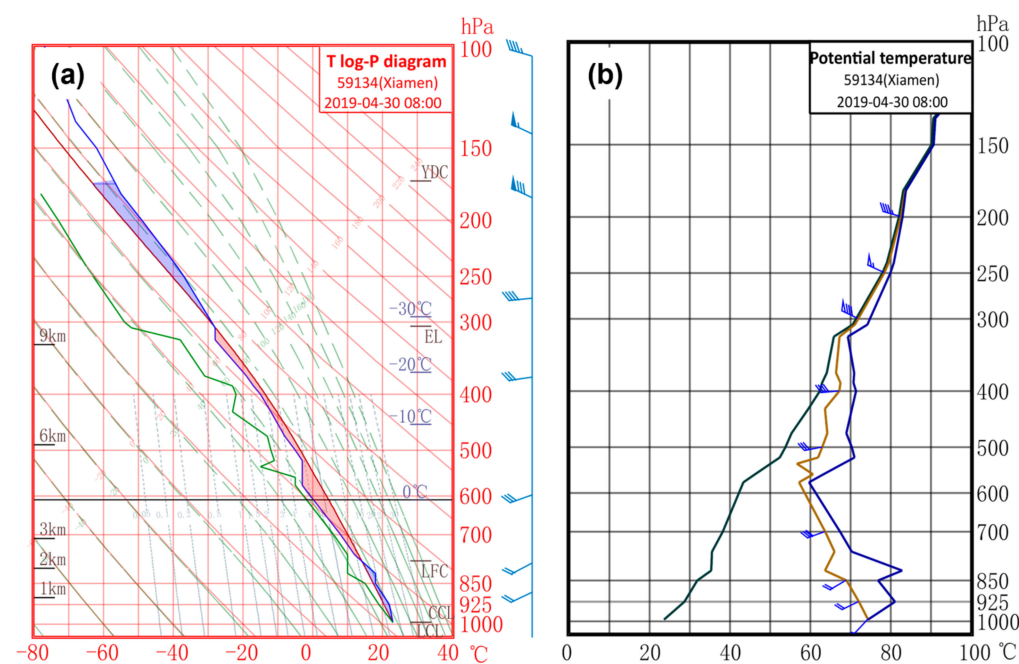 hPa
(a)
T log-P diagram
59134(Xiamen)
2019-04-30 08:00
100
150
YDC
200
250
-30℃
300
EL
9km
-20℃
400
-10℃
6km
500
0℃
600
3km
700
2km
LFC
850
1km
925
CCL
1000
LCL
-80 -60 -40 -20 0 20 40 ℃
hPa
(b)
Potential temperature
59134(Xiamen)
2019-04-30 08:00
100
150
200
250
300
400
500
600
700
850
925
1000
0 20 40 60 80 100 ℃